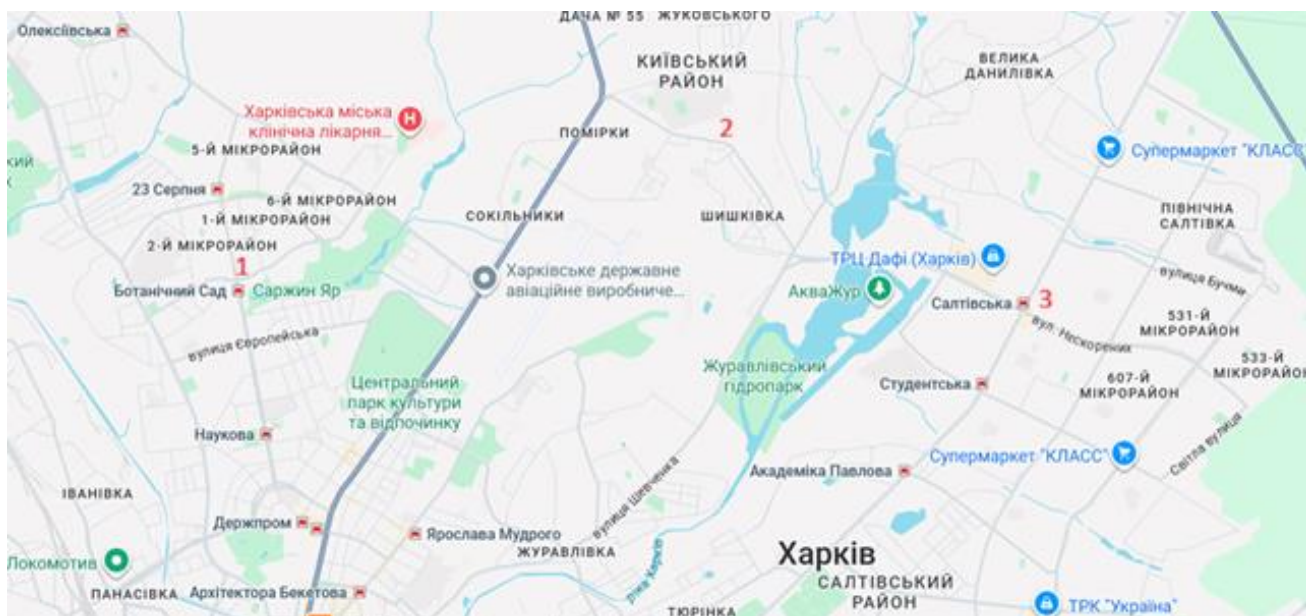 ДАЧА № 55
ЖУКОВСЬКОГО
Олексіївська
КИЇВСЬКИЙ
РАЙОН
ВЕЛИКА
ДАНИЛІВКА
Харківська міська
клінічна лікарня...
H
5-Й МІКРОРАЙОН
ПОМІРКИ
2
Супермаркет "КЛАСС"
23 Серпня
6-Й МІКРОРАЙОН
1-Й МІКРОРАЙОН
2-Й МІКРОРАЙОН
СОКІЛЬНИКИ
ШИШКІВКА
ПІВНІЧНА
САЛТІВКА
1
Ботанічний Сад
Саржин Яр
Харківське державне
авіаційне виробниче...
ТРЦ Дафі (Харків)
АкваЖур
вулиця Бучми
Салтівська
3
вул. Нескорених
531-Й
МІКРОРАЙОН
533-Й
МІКРОРАЙОН
вулиця Європейська
Центральний
парк культури
та відпочинку
Журавлівський
гідропарк
Студентська
607-Й
МІКРОРАЙОН
Наукова
Академіка Павлова
Супермаркет "КЛАСС"
Світла вулиця
ІВАНІВКА
вулиця Шевченка
Держпром
Ярослава Мудрого
ЖУРАВЛІВКА
Харків
Локомотив
річка Харків
САЛТІВСЬКИЙ
РАЙОН
ПАНАСІВКА
Архітектора Бекетова
ТЮРІНКА
ТРК "Україна"